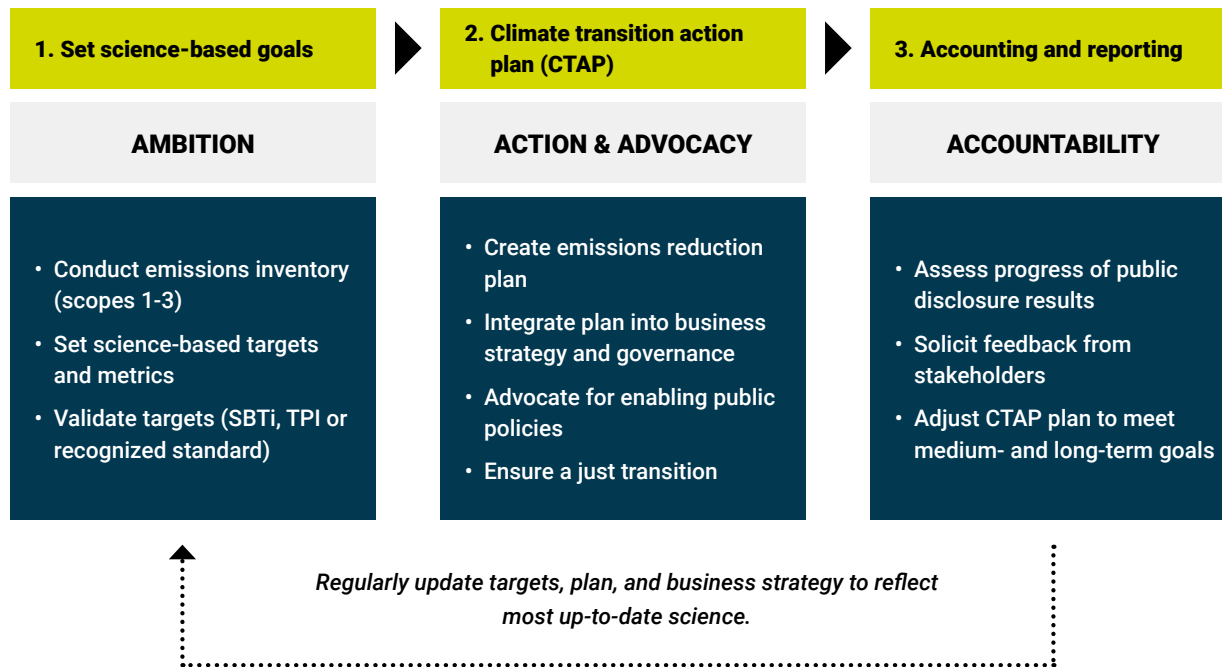 1. Set science-based goals
2. Climate transition action
plan (CTAP)
3. Accounting and reporting
AMBITION
ACTION & ADVOCACY
ACCOUNTABILITY
• Conduct emissions inventory
(scopes 1-3)
• Set science-based targets
and metrics
• Validate targets (SBTi, TPI or
recognized standard)
• Create emissions reduction
plan
• Integrate plan into business
strategy and governance
• Advocate for enabling public
policies
• Ensure a just transition
• Assess progress of public
disclosure results
• Solicit feedback from
stakeholders
• Adjust CTAP plan to meet
medium- and long-term goals
Regularly update targets, plan, and business strategy to reflect
most up-to-date science.